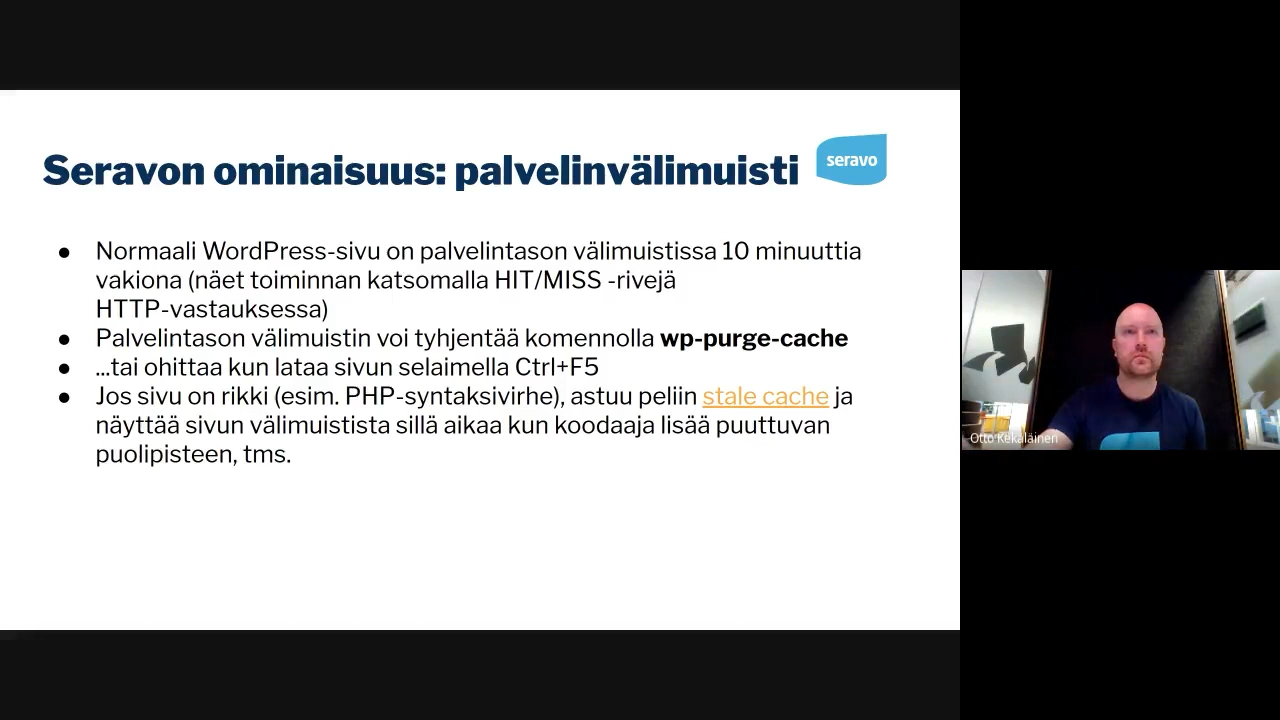 Seravon ominaisuus: palvelinvälimuisti
seravo
● Normaali WordPress-sivu on palvelintason välimuistissa 10 minuuttia
vakiona (näet toiminnan katsomalla HIT/MISS -rivejä
HTTP-vastauksessa)
● Palvelintason välimuistin voi tyhjentää komennolla wp-purge-cache
● ...tai ohittaa kun lataa sivun selaimella Ctrl+F5
● Jos sivu on rikki (esim. PHP-syntaksivirhe), astuu peliin stale cache ja
näyttää sivun välimuistista sillä aikaa kun koodaaja lisää puuttuvan
puolipisteen, tms.
Otto Kekäläinen